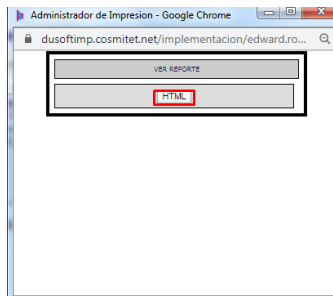 Administrador de Impresion - Google Chrome
dusoftimp.cosmitet.net/implementacion/edward.ro...
VER REPORTE
HTML